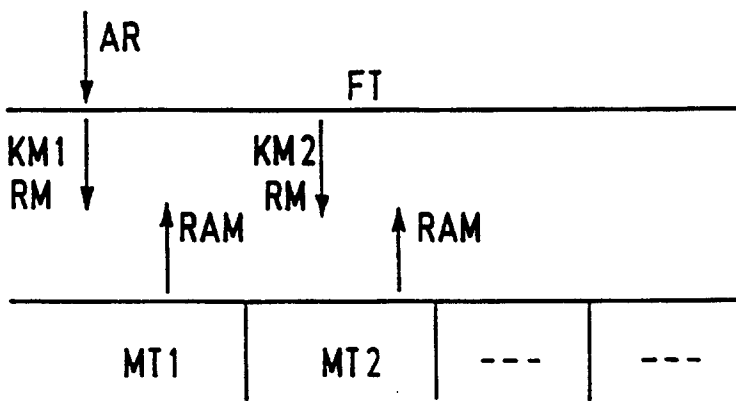 AR
FT
KM1 KM2
RM RM
RAM RAM
MT1 MT2 --- ---